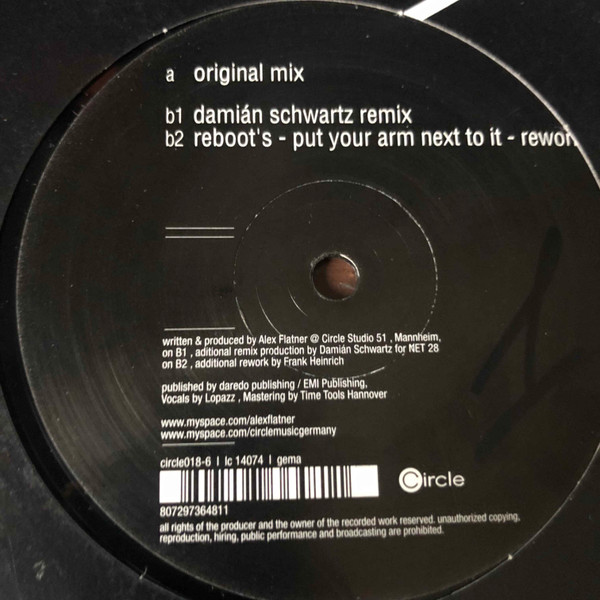 a original mix
b1 damián schwartz remix
b2 reboot's - put your arm next to it - rework
written & produced by Alex Flatner @ Circle Studio 51 , Mannheim,
on B1 , aditional remix production by Damián Schwartz for NET 28
on B2 , additional rework by Frank Heinrich
published by daredo publishing / EMI Publishing,
Vocals by Lopazz , Mastering by Time Tools Hannover
www.myspace.com/alexflatner
www.myspace.com/circlemusicgermany
circle018-6 | lc 14074 | gema
Circle
807297364811
all rights of the producer and the owner of the recorded work reserved. unauthorized copying,
reproduction, hiring, public performance and broadcasting are prohibited.